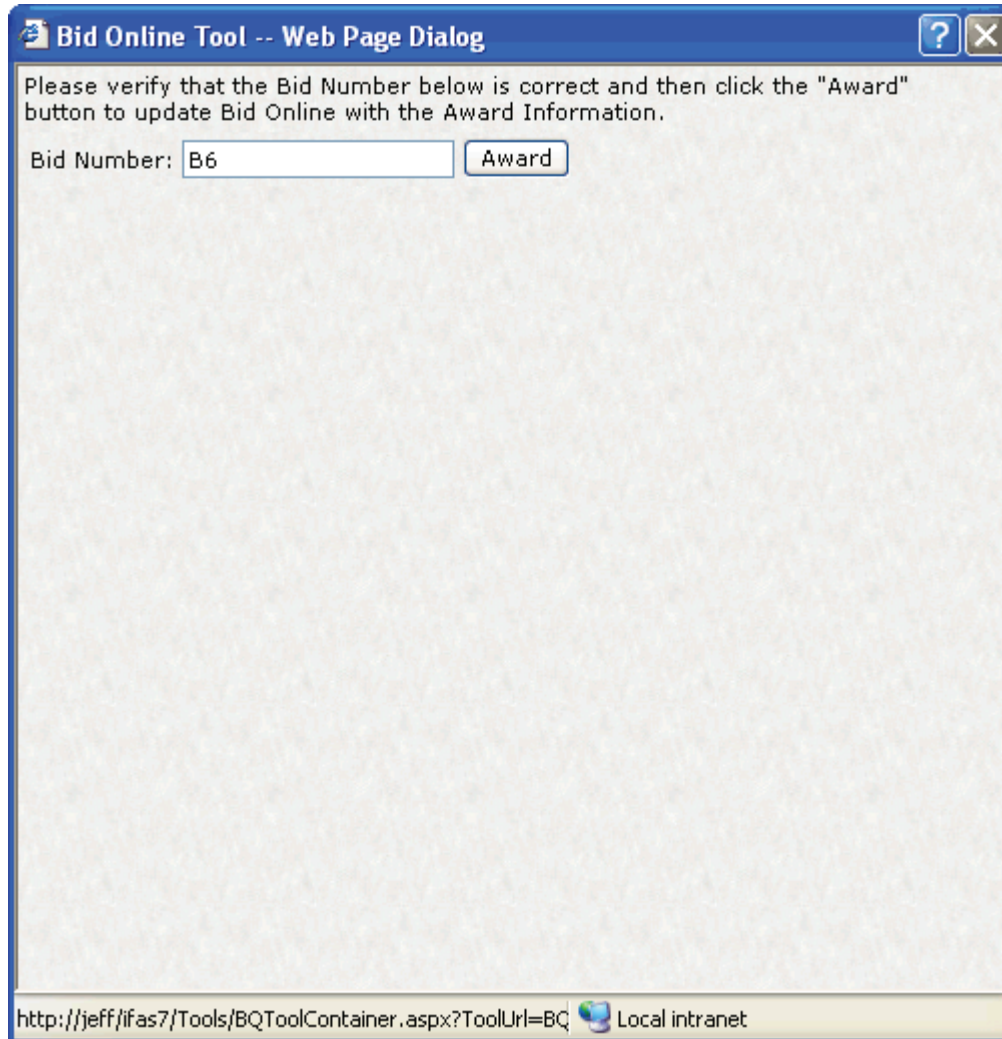 Bid Online Tool -- Web Page Dialog
Please verify that the Bid Number below is correct and then click the "Award"
button to update Bid Online with the Award Information.
Bid Number: B6 Award
http://jeff/ifas7/Tools/BQToolContainer.aspx?ToolUrl=BQ Local intranet